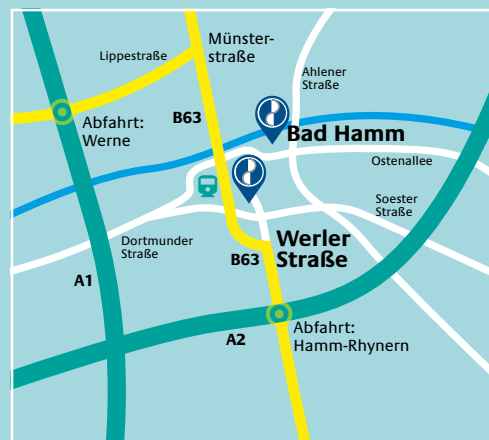 Münster-
straße
Lippestraße
Ahlener
Straße
B63
Abfahrt:
Werne
Bad Hamm
Ostenallee
Soester
Straße
Dortmunder
Straße
Werler
Straße
B63
A1
A2
Abfahrt:
Hamm-Rhynern